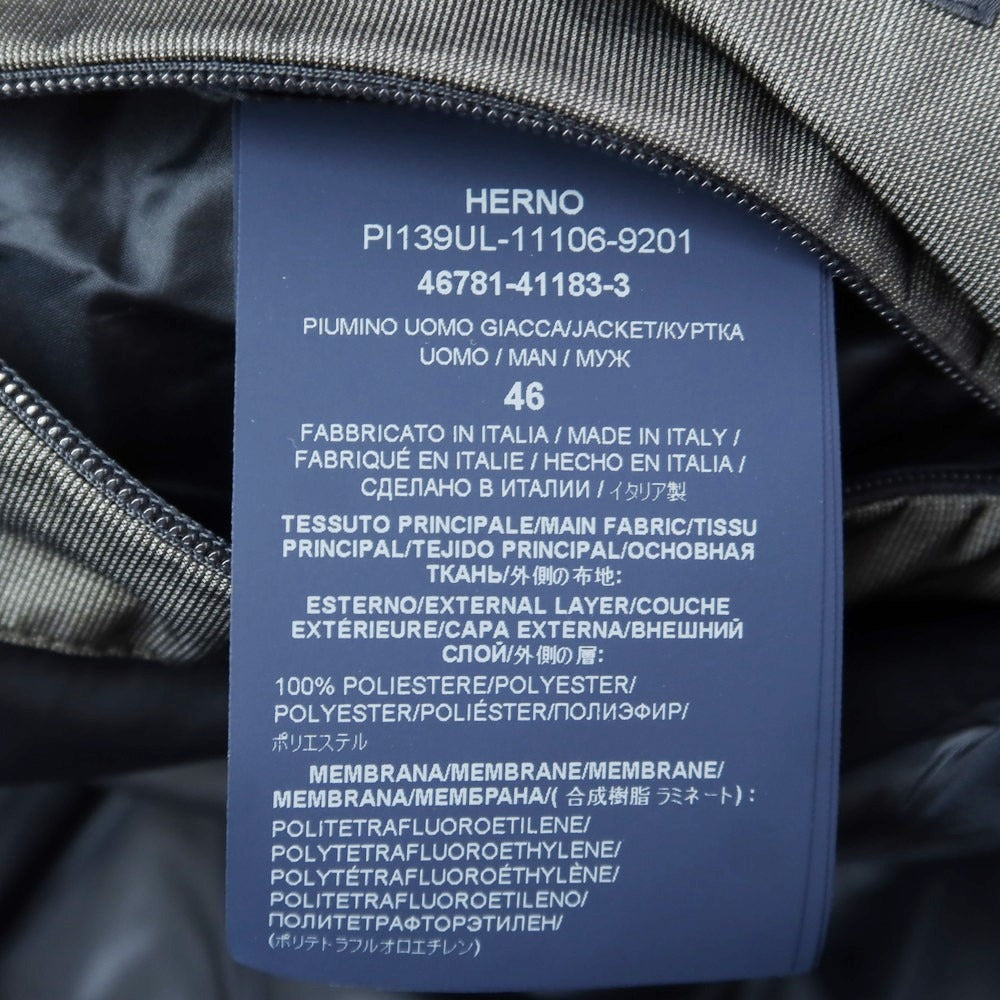 HERNO
PI139UL-11106-9201
46781-41183-3
PIUMINO UOMO GIACCA/JACKET/КУРТКА
UOMO / MAN / МУЖ
46
FABBRICATO IN ITALIA / MADE IN ITALY /
FABRIQUÉ EN ITALIE / HECHO EN ITALIA /
СДЕЛАНО В ИТАЛИИ / イタリア製
TESSUTO PRINCIPALE/MAIN FABRIC/TISSU
PRINCIPAL/TEJIDO PRINCIPAL/ОСНОВНАЯ
ТКАНЬ/外側の布地:
ESTERNO/EXTERNAL LAYER/COUCHE
EXTÉRIEURE/CAPA EXTERNA/ВНЕШНИЙ
СЛОЙ/外側の層:
100% POLIESTERE/POLYESTER/
POLYESTER/POLIÉSTER/ПОЛИЭФИР/
ポリエステル
MEMBRANA/MEMBRANE/MEMBRANE/
MEMBRANA/МЕМБРАНА/( 合成樹脂 ラミネート) :
POLITETRAFLUOROETILENE/
POLYTETRAFLUOROETHYLENE/
POLYTÉTRAFLUOROÉTHYLÈNE/
POLITETRAFLUOROETILENO/
ПОЛИТЕТРАФТОРЭТИЛЕН/
(ポリテトラフルオロエチレン)